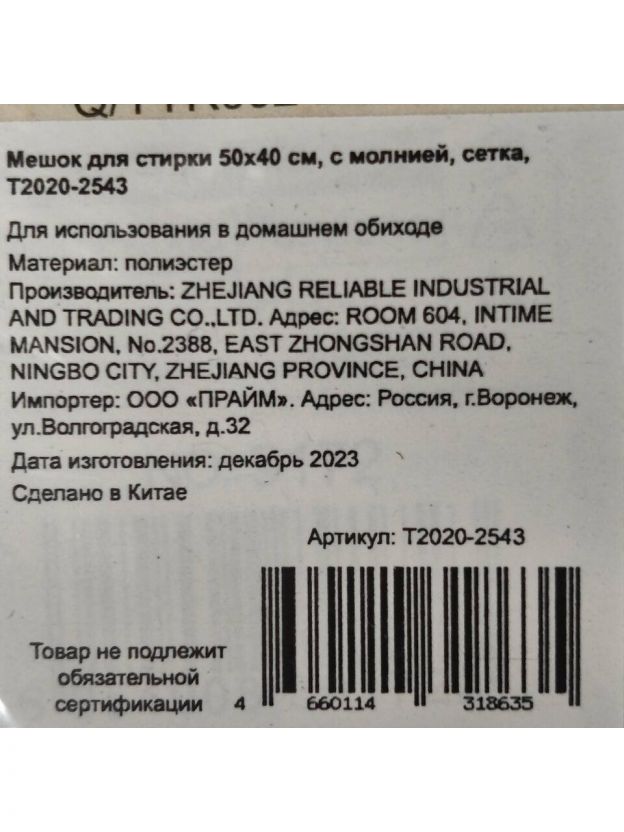 Мешок для стирки 50х40 см, с молнией, сетка,
Т2020-2543
Для использования в домашнем обиходе
Материал: полиэстер
Производитель: ZHEJIANG RELIABLE INDUSTRIAL
AND TRADING CO.,LTD. Адрес: ROOM 604, INTIME
MANSION, No.2388, EAST ZHONGSHAN ROAD,
NINGBO CITY, ZHEJIANG PROVINCE, CHINA
Импортер: ООО «ПРАЙМ». Адрес: Россия, г.Воронеж,
ул.Волгоградская, д.32
Дата изготовления: декабрь 2023
Сделано в Китае
Артикул: Т2020-2543
Товар не подлежит
обязательной
сертификации
4 660114 318635